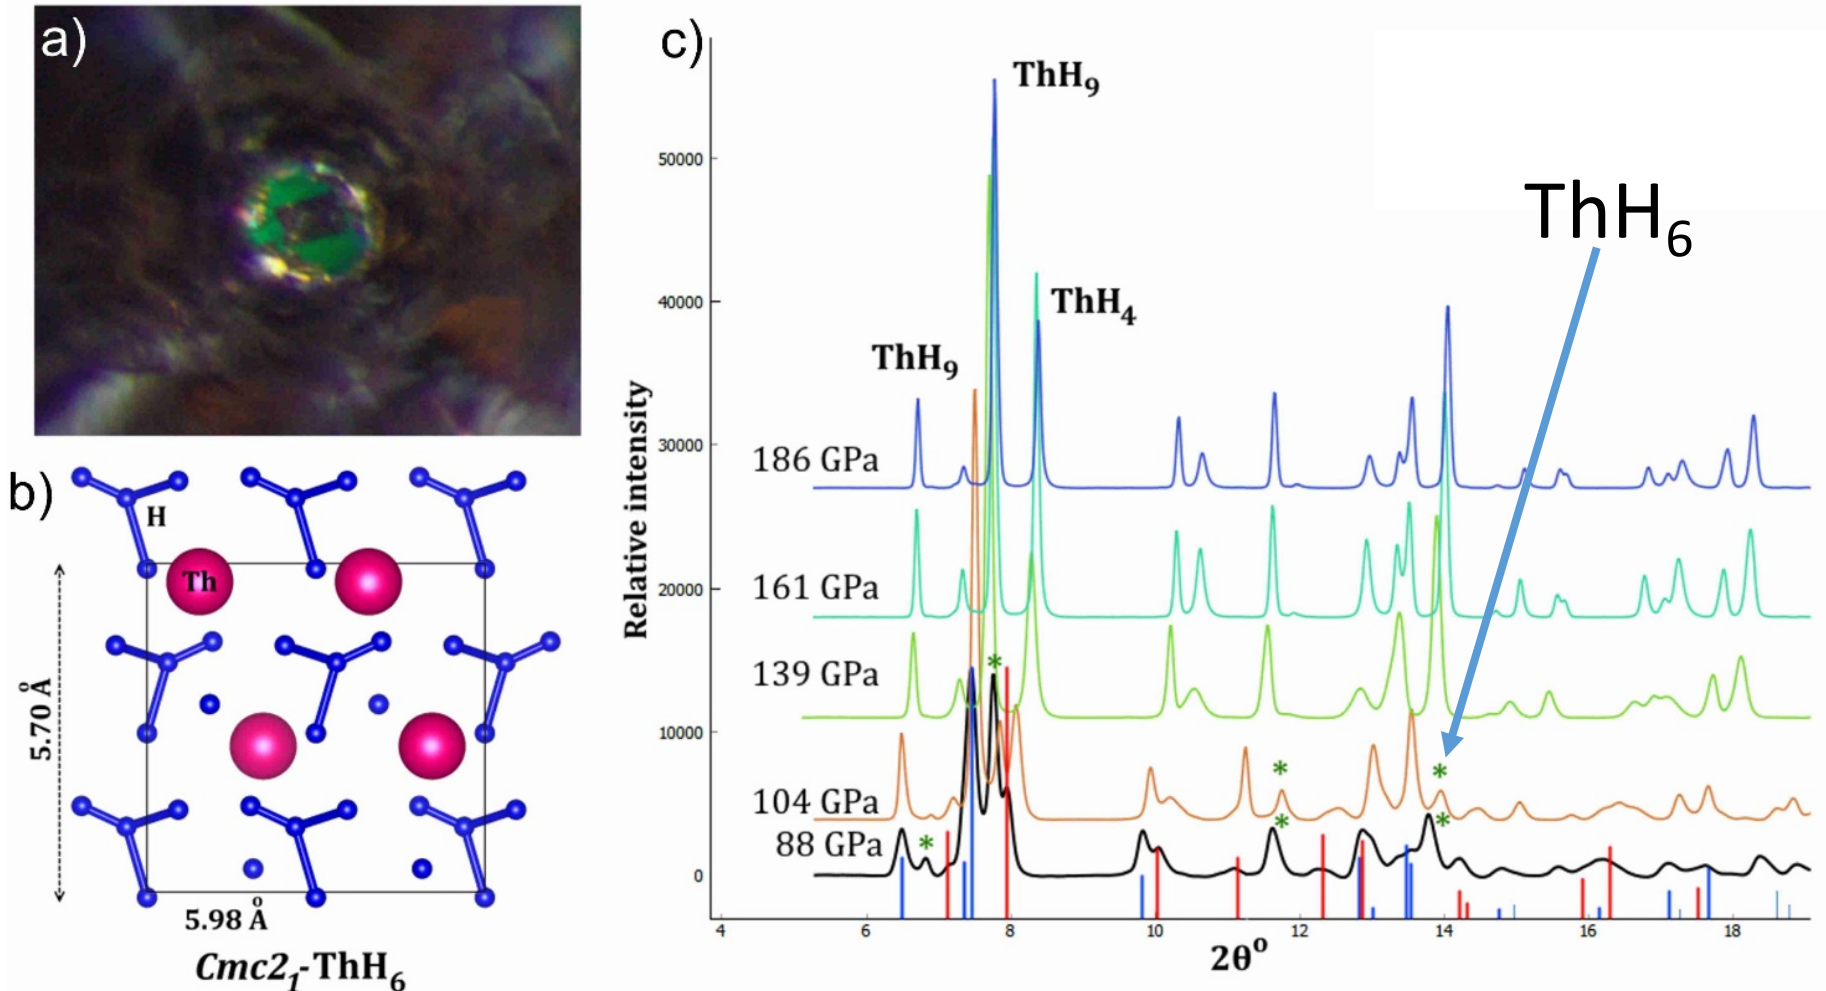 a)
b)
H
Th
5.70 Å
5.98 Å
Cmc2₁-ThH₆
c)
ThH₉
ThH₄
ThH₉
ThH₆
Relative intensity
50000
40000
30000
20000
10000
0
186 GPa
161 GPa
139 GPa
104 GPa
88 GPa
*
*
*
*
*
*
4 6 8 10 12 14 16 18
2θ⁰